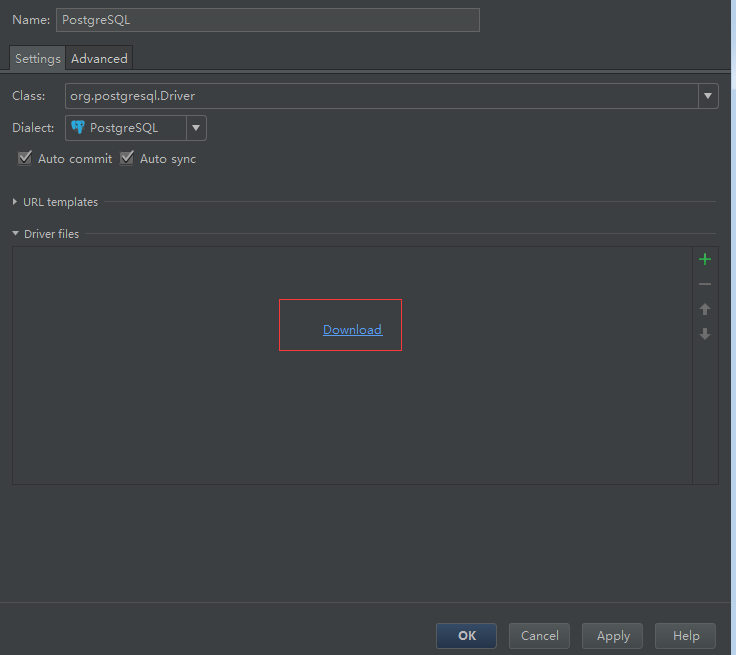 Name: PostgreSQL
Settings Advanced
Class: org.postgresql.Driver
Dialect: PostgreSQL
Auto commit Auto sync
URL templates
Driver files
Download
OK Cancel Apply Help